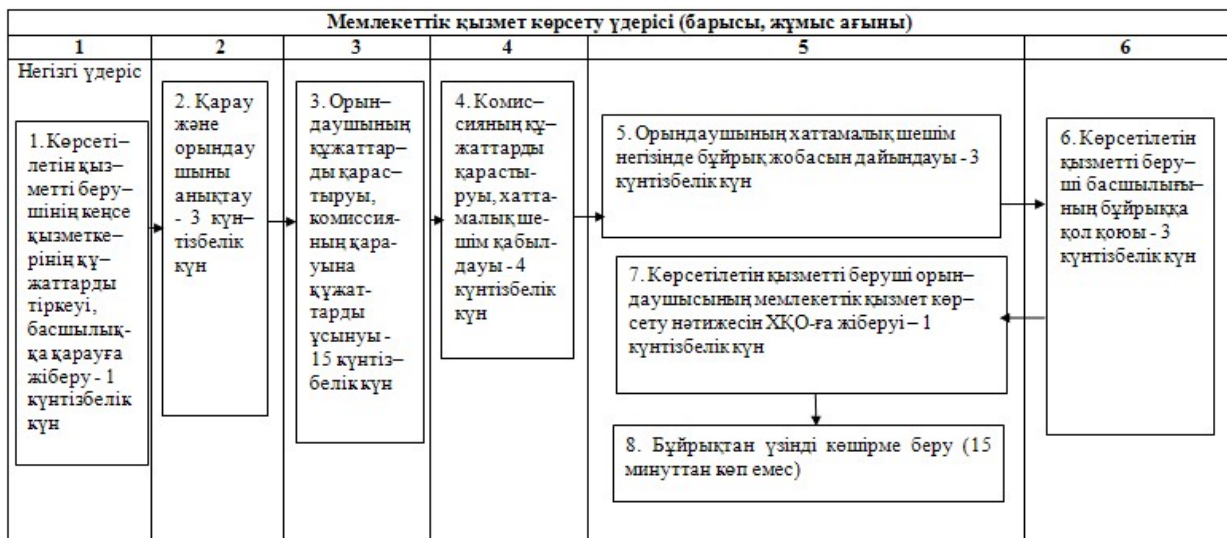 Мемлекеттік қызмет көрсету үдерісі (барысы, жұмыс ағыны)
1 2 3 4 5 6
Негізгі үдеріс
1. Көрсеті–
летін қыз–
метті беру–
шінің кеңсе
қызметке–
рінің құ–
жаттарды
тіркеуі,
басшылық-
қа қарауға
жіберу - 1
күнтізбелік
күн
2. Қарау
және
орындау
шыны
анықтау
- 3 күн–
тізбелік
күн
3. Орын–
даушының
құжаттар–
ды қарас–
тыруы,
комиссия–
ның қара–
уына
құжат–
тарды
ұсынуы -
15 күнтіз–
белік күн
4. Комис–
сияның құ–
жаттарды
қарасты–
руы, хатта–
малық ше–
шім қабыл–
дауы - 4
күнтізбелік
күн
5. Орындаушының хаттамалық шешім
негізінде бұйрық жобасын дайындауы - 3
күнтізбелік күн
6. Көрсетілетін
қызметті беру–
ші басшылығы–
ның бұйрыққа
қол қоюы - 3
күнтізбелік күн
7. Көрсетілетін қызметті беруші орын–
даушысының мемлекеттік қызмет көр–
сету нәтижесін ХҚО-ға жіберуі – 1
күнтізбелік күн
8. Бұйрықтан үзінді көшірме беру (15
минуттан көп емес)